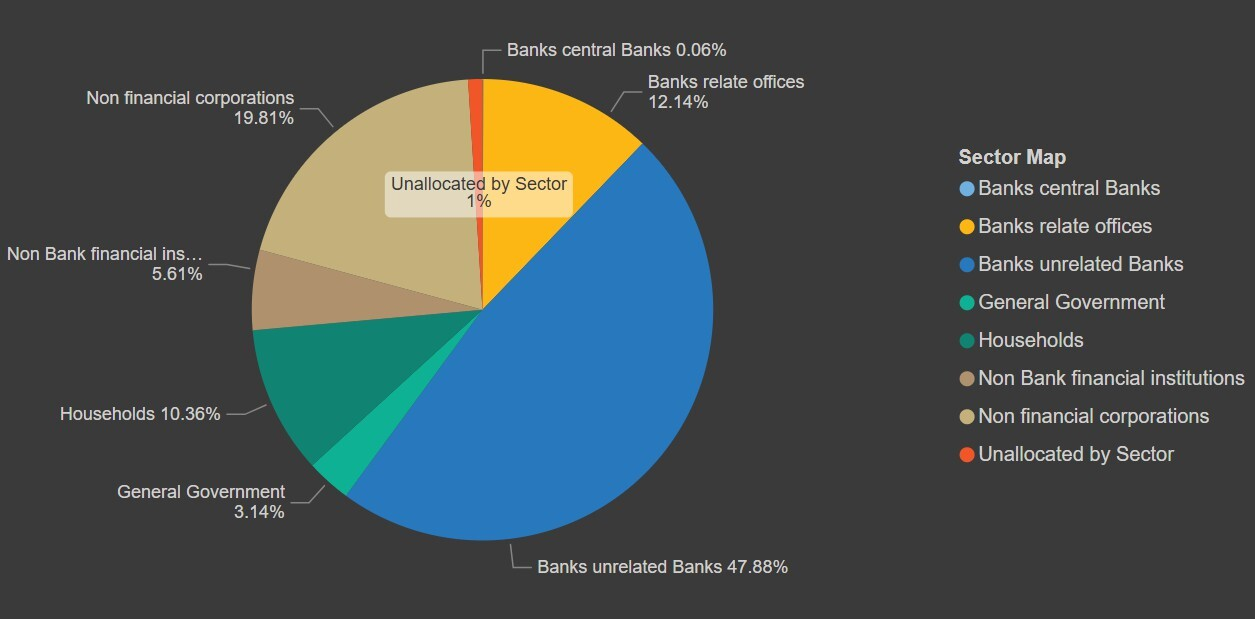 Banks central Banks 0.06%
Banks relate offices
12.14%
Non financial corporations
19.81%
Unallocated by Sector
1%
Non Bank financial ins…
5.61%
Households 10.36%
General Government
3.14%
Banks unrelated Banks 47.88%
Sector Map
Banks central Banks
Banks relate offices
Banks unrelated Banks
General Government
Households
Non Bank financial institutions
Non financial corporations
Unallocated by Sector